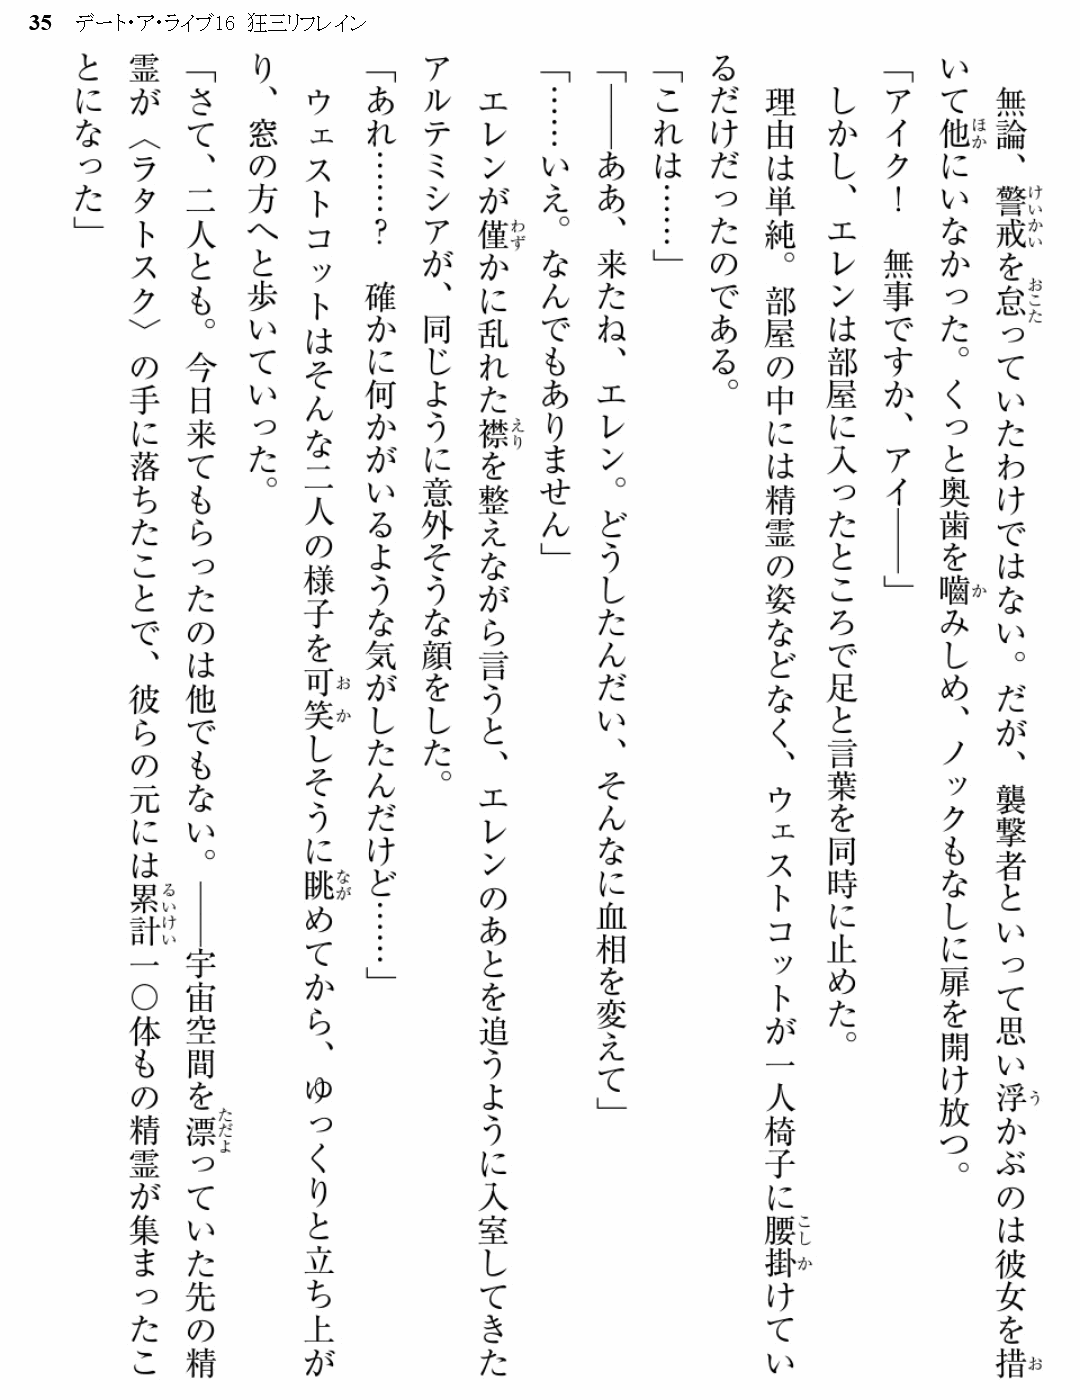 35 デート・ア・ライブ16 狂三リフレイン
　無論、警戒を怠っていたわけではない。だが、襲撃者といって思い浮かぶのは彼女を措
いて他にいなかった。くっと奥歯を嚙みしめ、ノックもなしに扉を開け放つ。
「アイク！　無事ですか、アイ――」
　しかし、エレンは部屋に入ったところで足と言葉を同時に止めた。
　理由は単純。部屋の中には精霊の姿などなく、ウェストコットが一人椅子に腰掛けてい
るだけだったのである。
「これは……」
「――ああ、来たね、エレン。どうしたんだい、そんなに血相を変えて」
「……いえ。なんでもありません」
　エレンが僅かに乱れた襟を整えながら言うと、エレンのあとを追うように入室してきた
アルテミシアが、同じように意外そうな顔をした。
「あれ……？　確かに何かがいるような気がしたんだけど……」
　ウェストコットはそんな二人の様子を可笑しそうに眺めてから、ゆっくりと立ち上が
り、窓の方へと歩いていった。
「さて、二人とも。今日来てもらったのは他でもない。――宇宙空間を漂っていた先の精
霊が〈ラタトスク〉の手に落ちたことで、彼らの元には累計一〇体もの精霊が集まったこ
とになった」